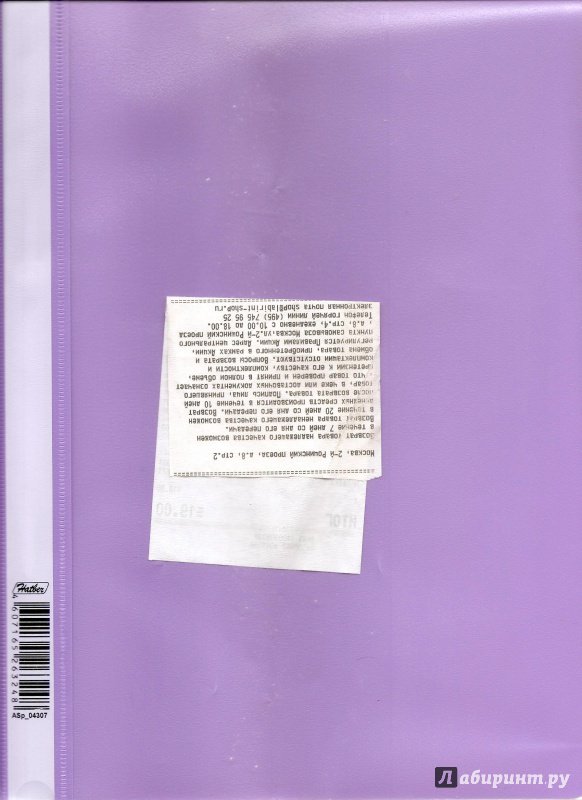 Москва, 2-й Рощинский проезд, д.8, стр.2
Возврат товара надлежащего качества возможен
в течение 7 дней со дня его передачи.
Возврат товара ненадлежащего качества возможен
в течение 20 дней со дня его передачи. Возврат
денежных средств производится в течение 10 дней
после возврата товара. Подпись лица, принявшего
товар, в чеке или доставочных документах означает
, что товар проверен и принят в полном объеме,
претензий к его качеству, комплектности и
комплектации отсутствуют. Вопросы возврата и
обмена товара, приобретенного в рамках Акции,
регулируются Правилами Акции. Адрес Центрального
пункта самовывоза Москва,ул.2-й Рощинский проезд
, д.8, стр.4, ежедневно с 10.00 до 18.00.
Телефон горячей линии (495) 745 95 25
электронная почта shop@labirint-shop.ru
ИТОГ
=19.00
Hatber
4 607165 263248
ASp_04307
Лабиринт.ру